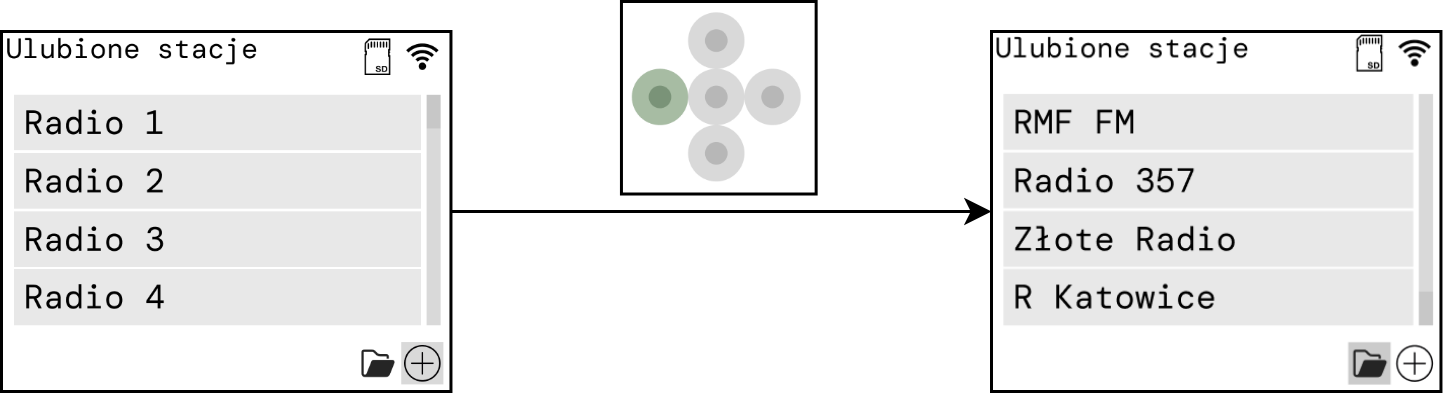 Ulubione stacje
SD
Radio 1
Radio 2
Radio 3
Radio 4
Ulubione stacje
SD
RMF FM
Radio 357
Złote Radio
R Katowice